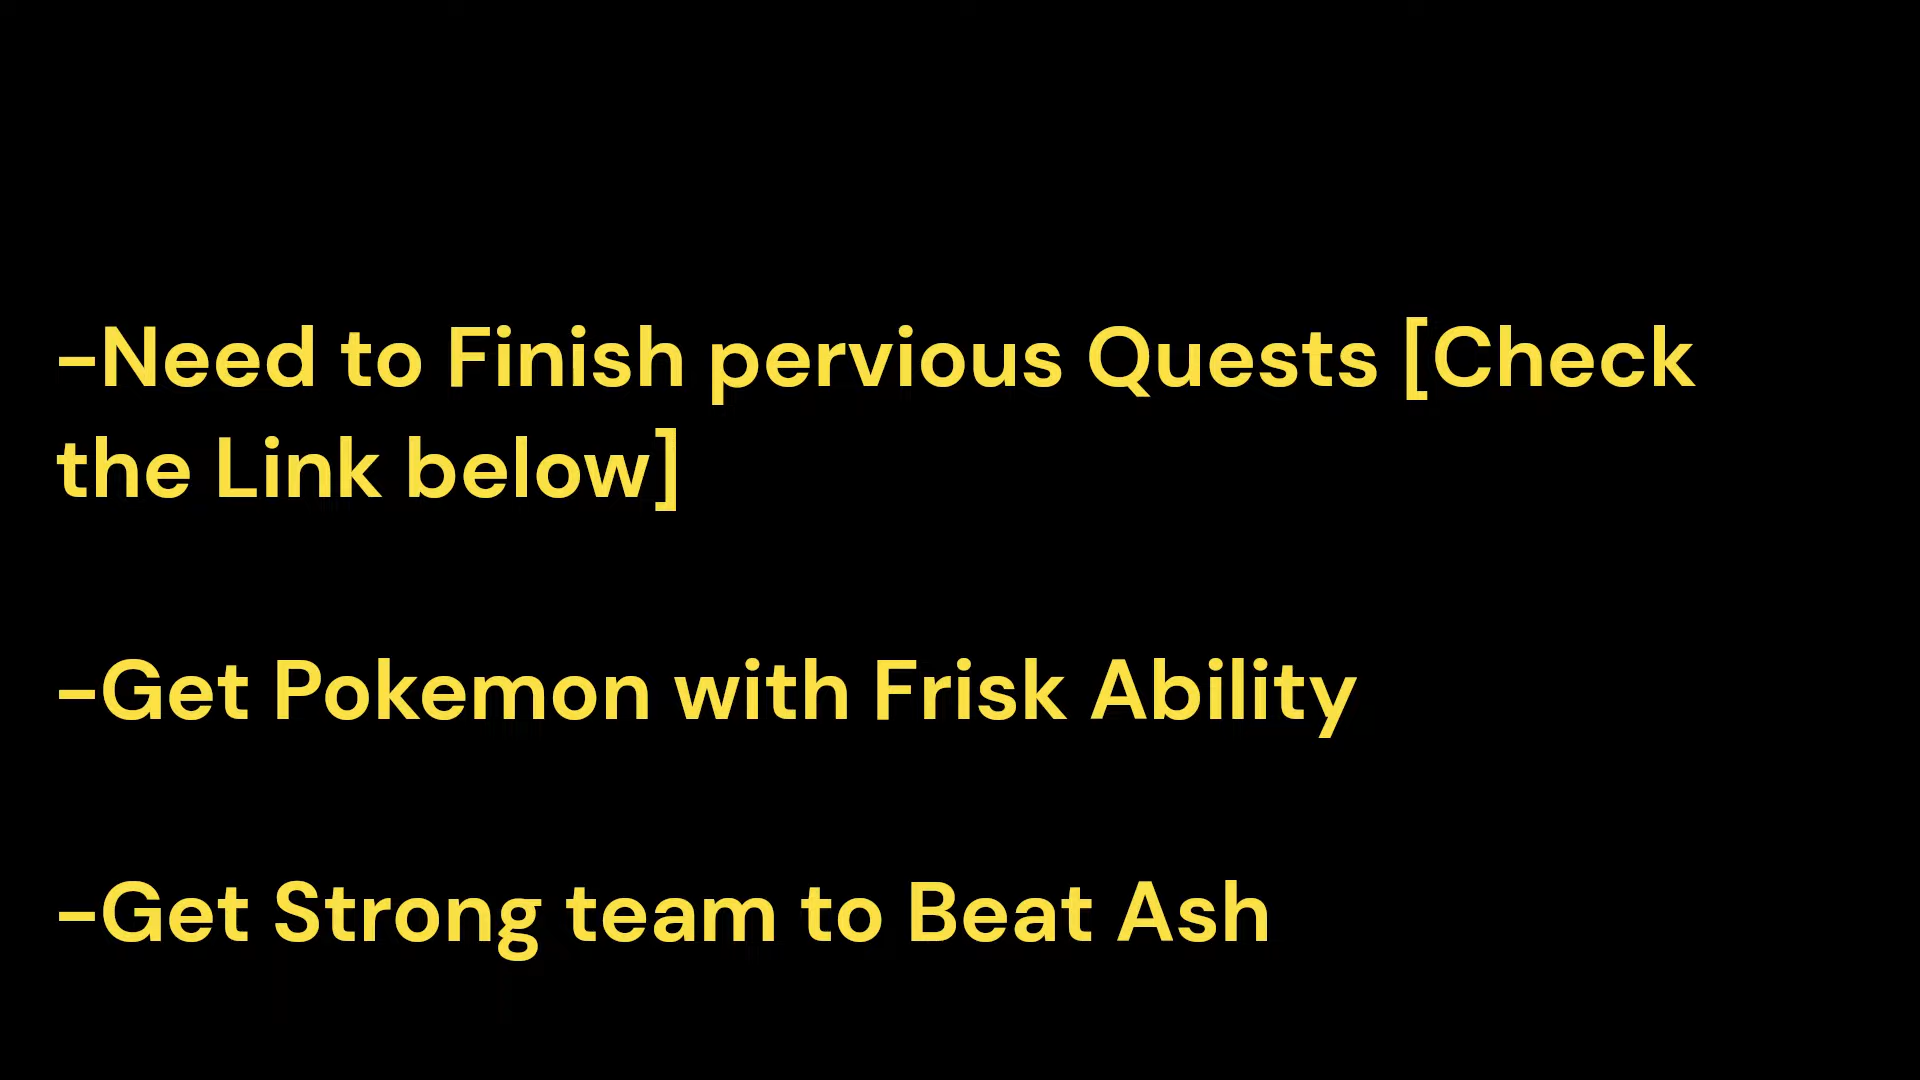 -Need to Finish pervious Quests [Check
the Link below]
-Get Pokemon with Frisk Ability
-Get Strong team to Beat Ash